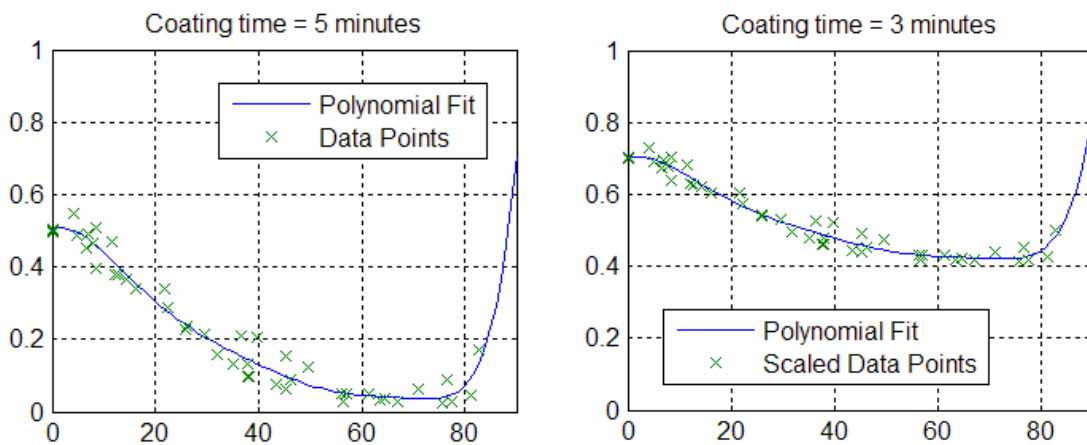 Coating time = 5 minutes
1
0.8
0.6
0.4
0.2
0
0 20 40 60 80
Polynomial Fit
Data Points
Coating time = 3 minutes
1
0.8
0.6
0.4
0.2
0
0 20 40 60 80
Polynomial Fit
Scaled Data Points